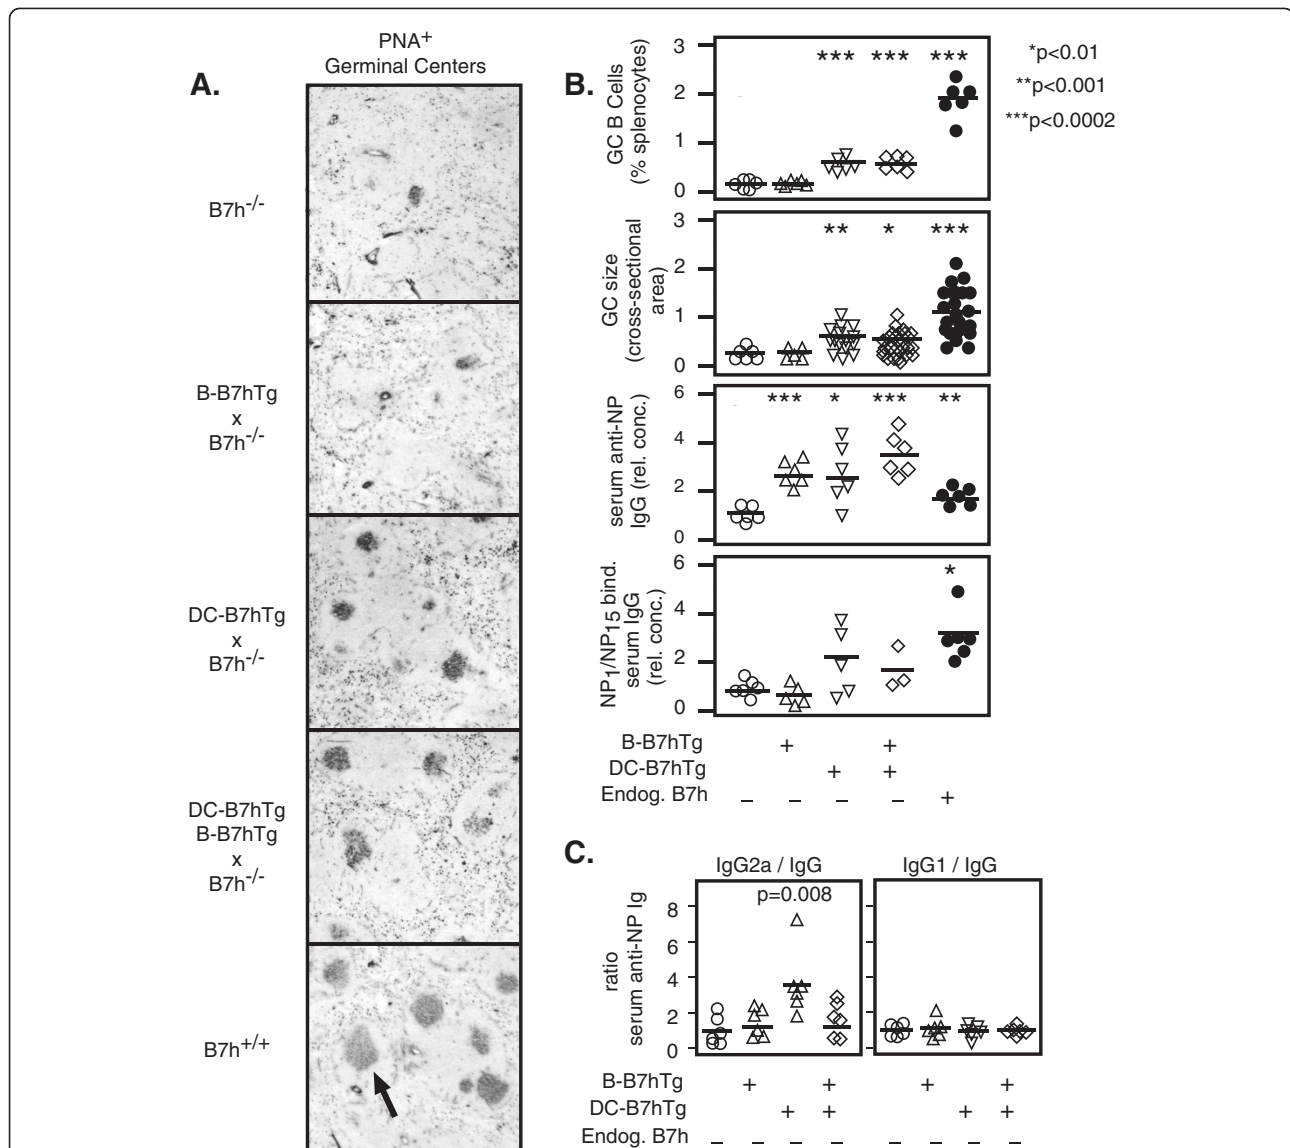 A.
PNA+
Germinal Centers
B7h-/-
B-B7hTg
x
B7h-/-
DC-B7hTg
x
B7h-/-
DC-B7hTg
B-B7hTg
x
B7h-/-
B7h+/+
B.
GC B Cells
(% splenocytes)
3
2
1
0
*** *** ***
*p<0.01
**p<0.001
***p<0.0002
GC size
(cross-sectional
area)
3
2
1
0
** * ***
serum anti-NP
IgG (rel. conc.)
6
4
2
0
*** * *** **
NP1/NP15 bind.
serum IgG
(rel. conc.)
6
4
2
0
*
B-B7hTg + +
DC-B7hTg + +
Endog. B7h – – – – +
C.
IgG2a / IgG
IgG1 / IgG
p=0.008
ratio
serum anti-NP Ig
8
6
4
2
0
B-B7hTg + + + +
DC-B7hTg + + + +
Endog. B7h – – – – – – – –